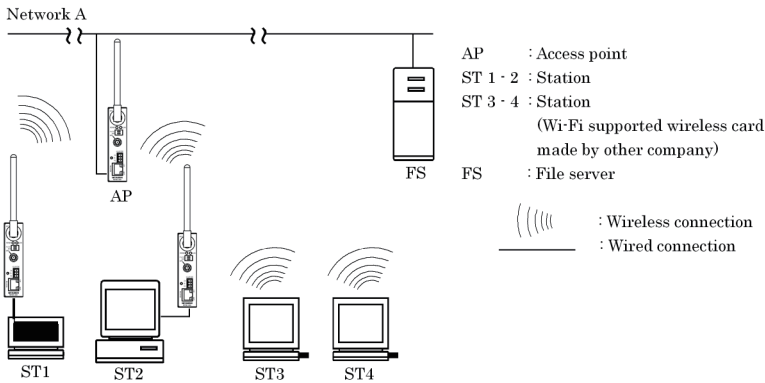 Network A
AP : Access point
ST 1 - 2 : Station
ST 3 - 4 : Station
(Wi-Fi supported wireless card
made by other company)
FS : File server
: Wireless connection
: Wired connection
AP
FS
ST1
ST2
ST3
ST4